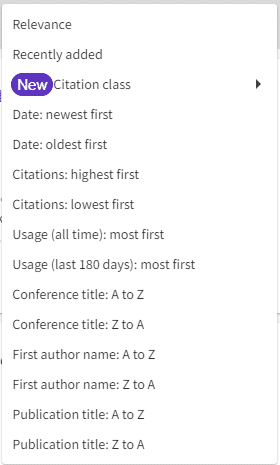 Relevance
Recently added
New Citation class
Date: newest first
Date: oldest first
Citations: highest first
Citations: lowest first
Usage (all time): most first
Usage (last 180 days): most first
Conference title: A to Z
Conference title: Z to A
First author name: A to Z
First author name: Z to A
Publication title: A to Z
Publication title: Z to A